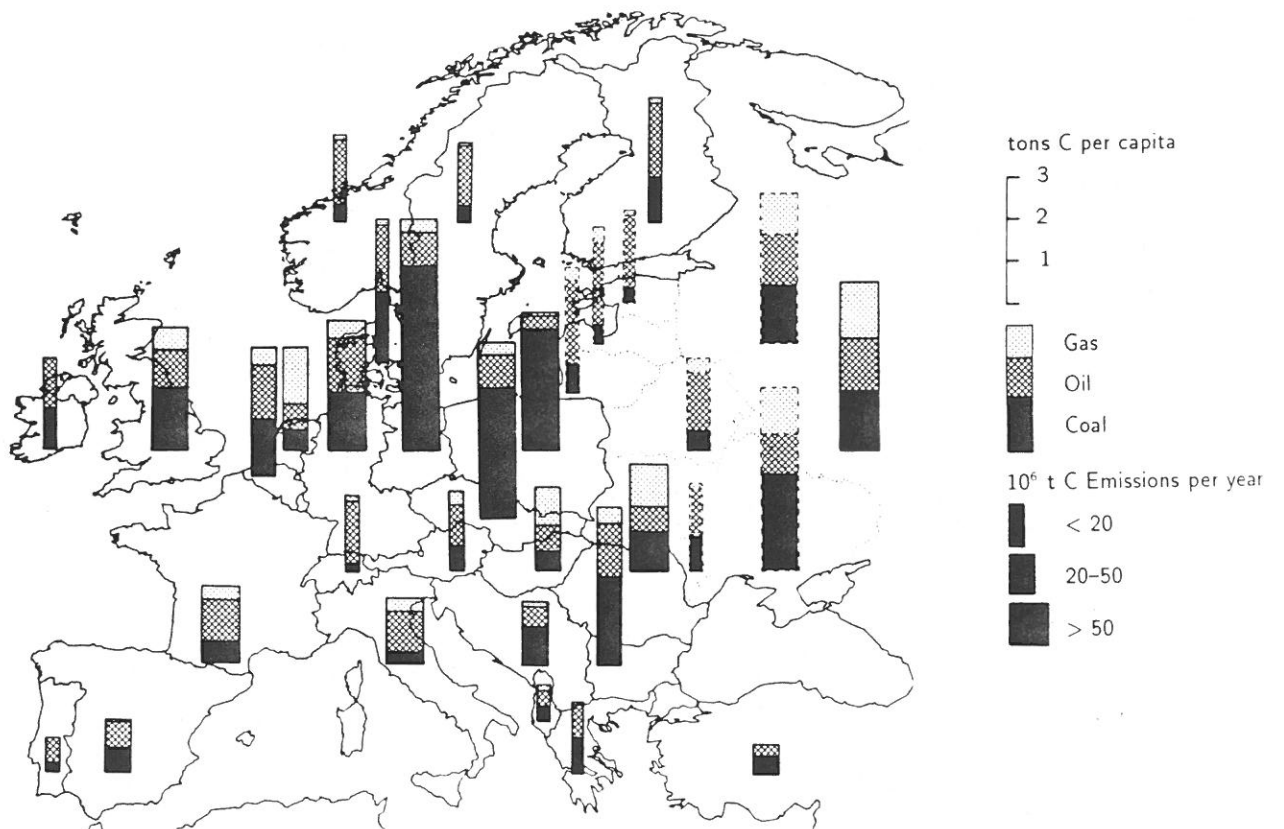 tons C per capita
3
2
1
Gas
Oil
Coal
10⁶ t C Emissions per year
< 20
20–50
> 50